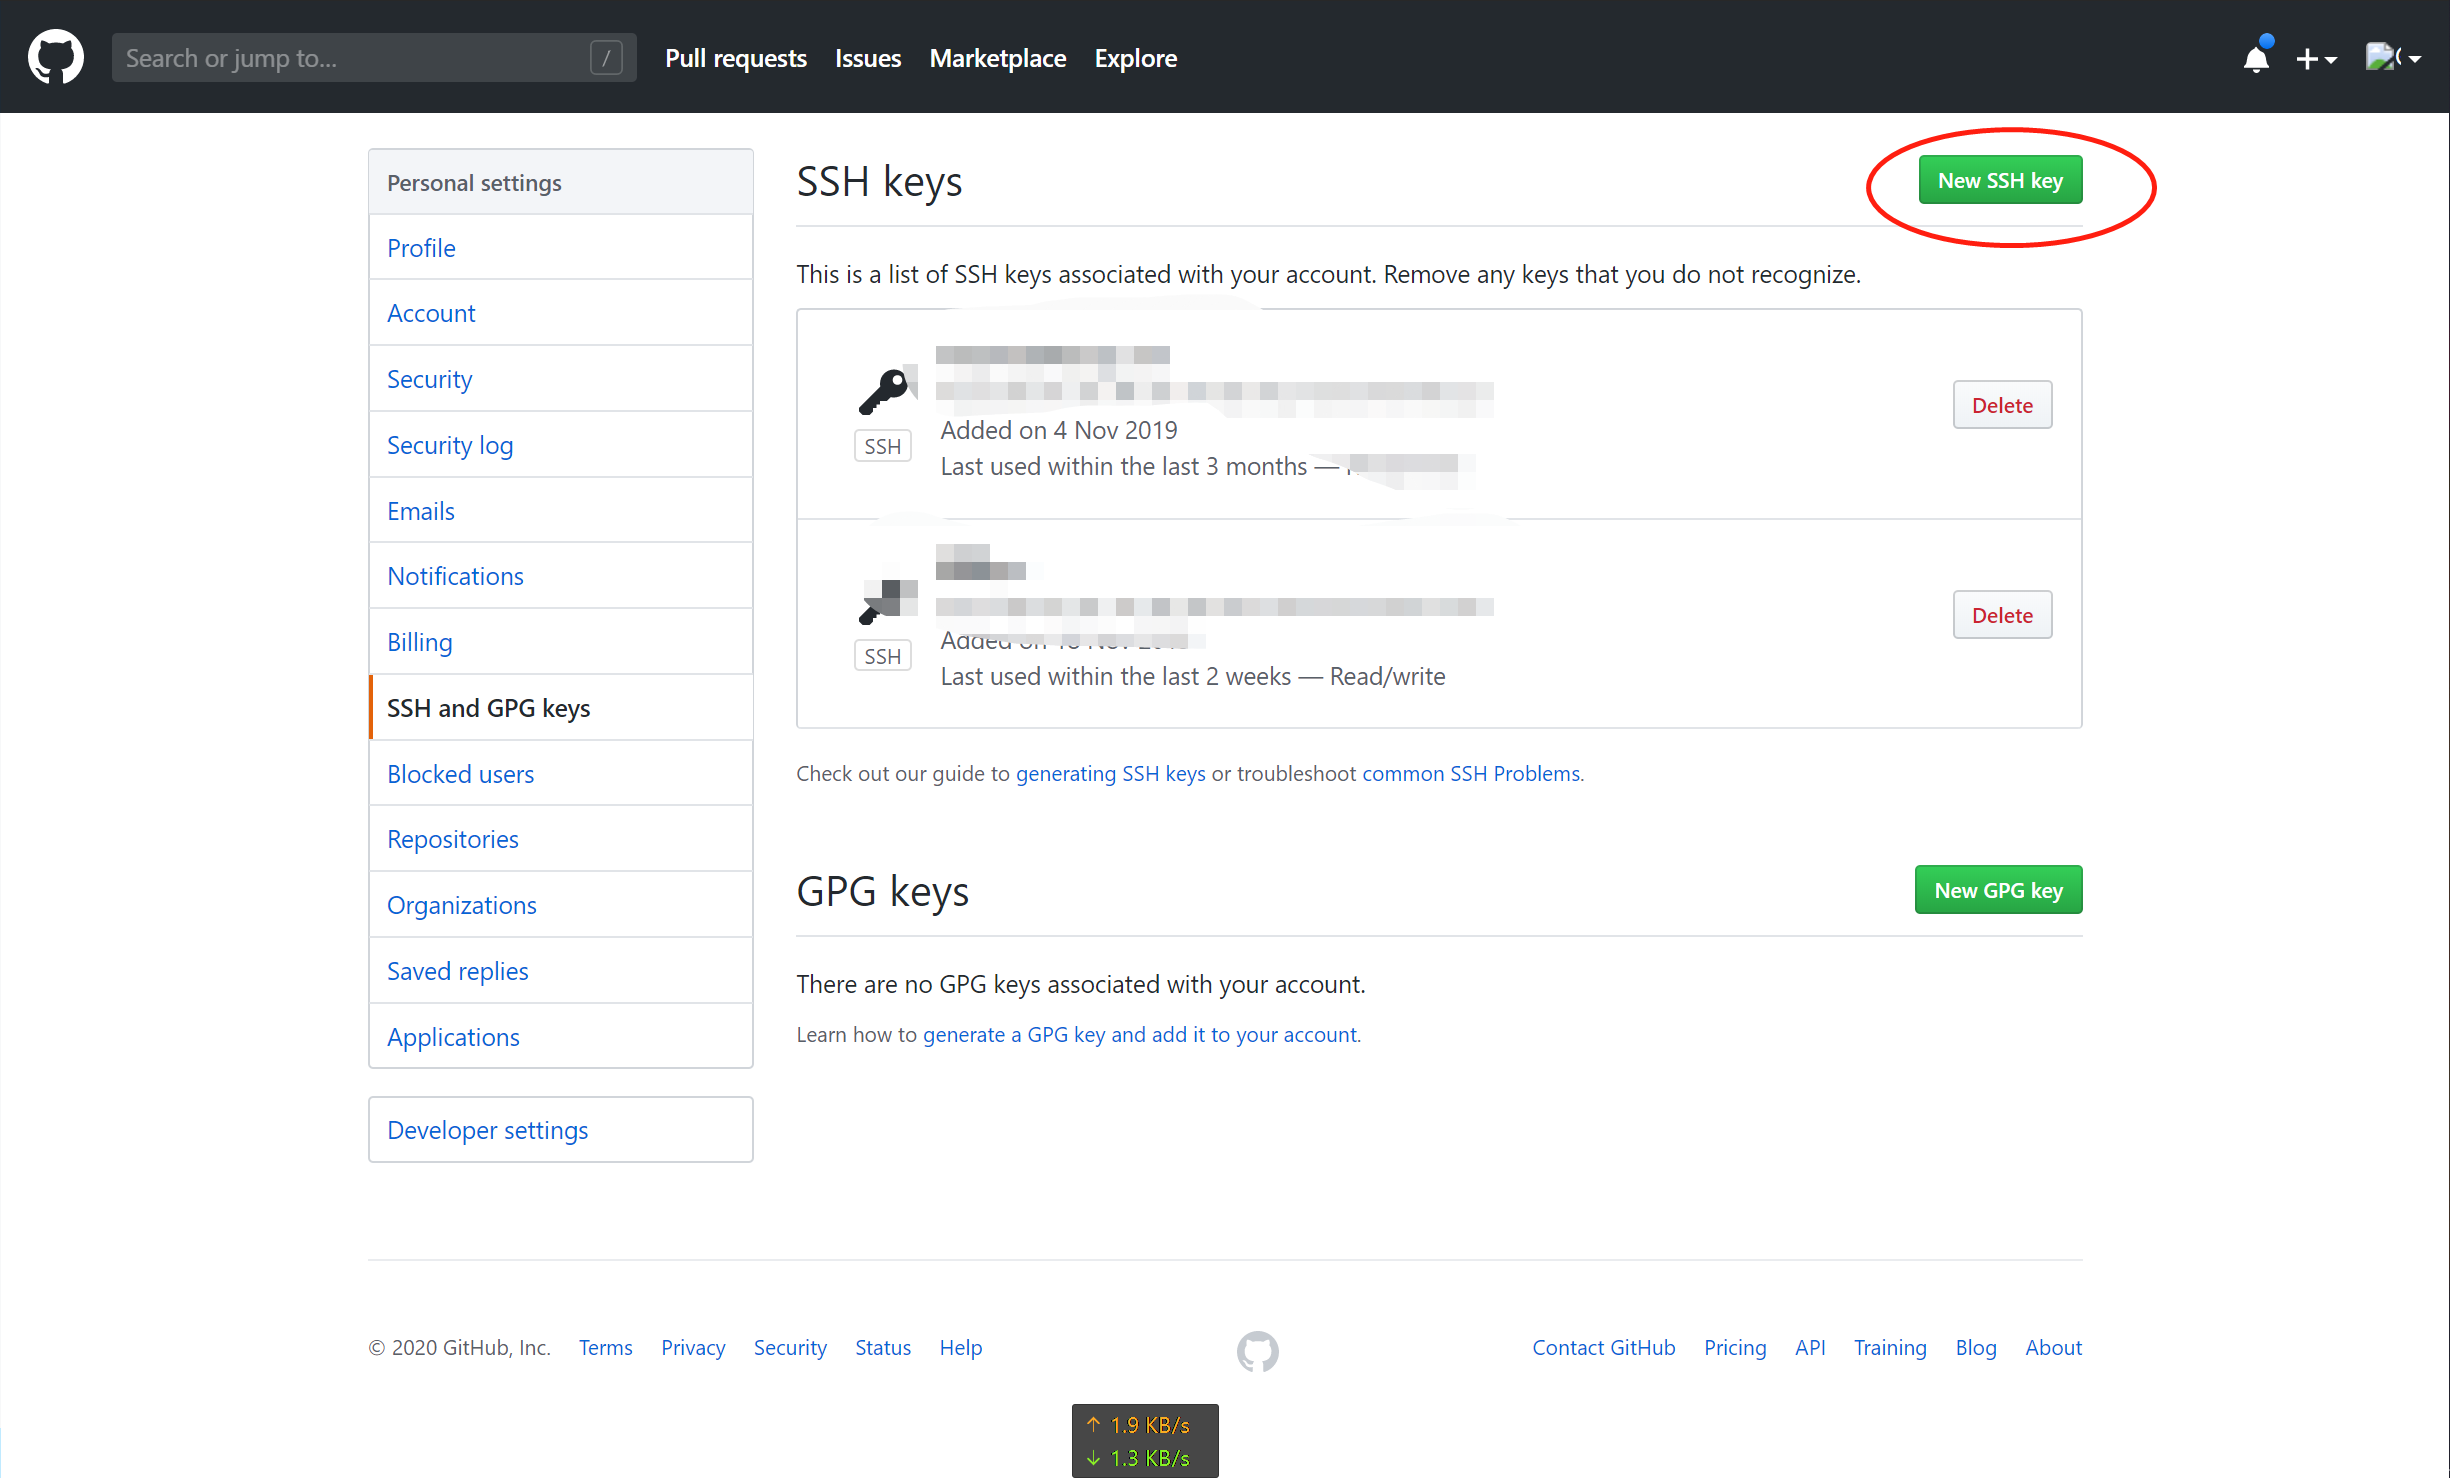 Search or jump to... /
Pull requests Issues Marketplace Explore
Personal settings
Profile
Account
Security
Security log
Emails
Notifications
Billing
SSH and GPG keys
Blocked users
Repositories
Organizations
Saved replies
Applications
Developer settings
SSH keys
New SSH key
This is a list of SSH keys associated with your account. Remove any keys that you do not recognize.
SSH
Added on 4 Nov 2019
Last used within the last 3 months —
Delete
SSH
Added on
Last used within the last 2 weeks — Read/write
Delete
Check out our guide to generating SSH keys or troubleshoot common SSH Problems.
GPG keys
New GPG key
There are no GPG keys associated with your account.
Learn how to generate a GPG key and add it to your account.
© 2020 GitHub, Inc. Terms Privacy Security Status Help
Contact GitHub Pricing API Training Blog About
↑ 1.9 KB/s
↓ 1.3 KB/s